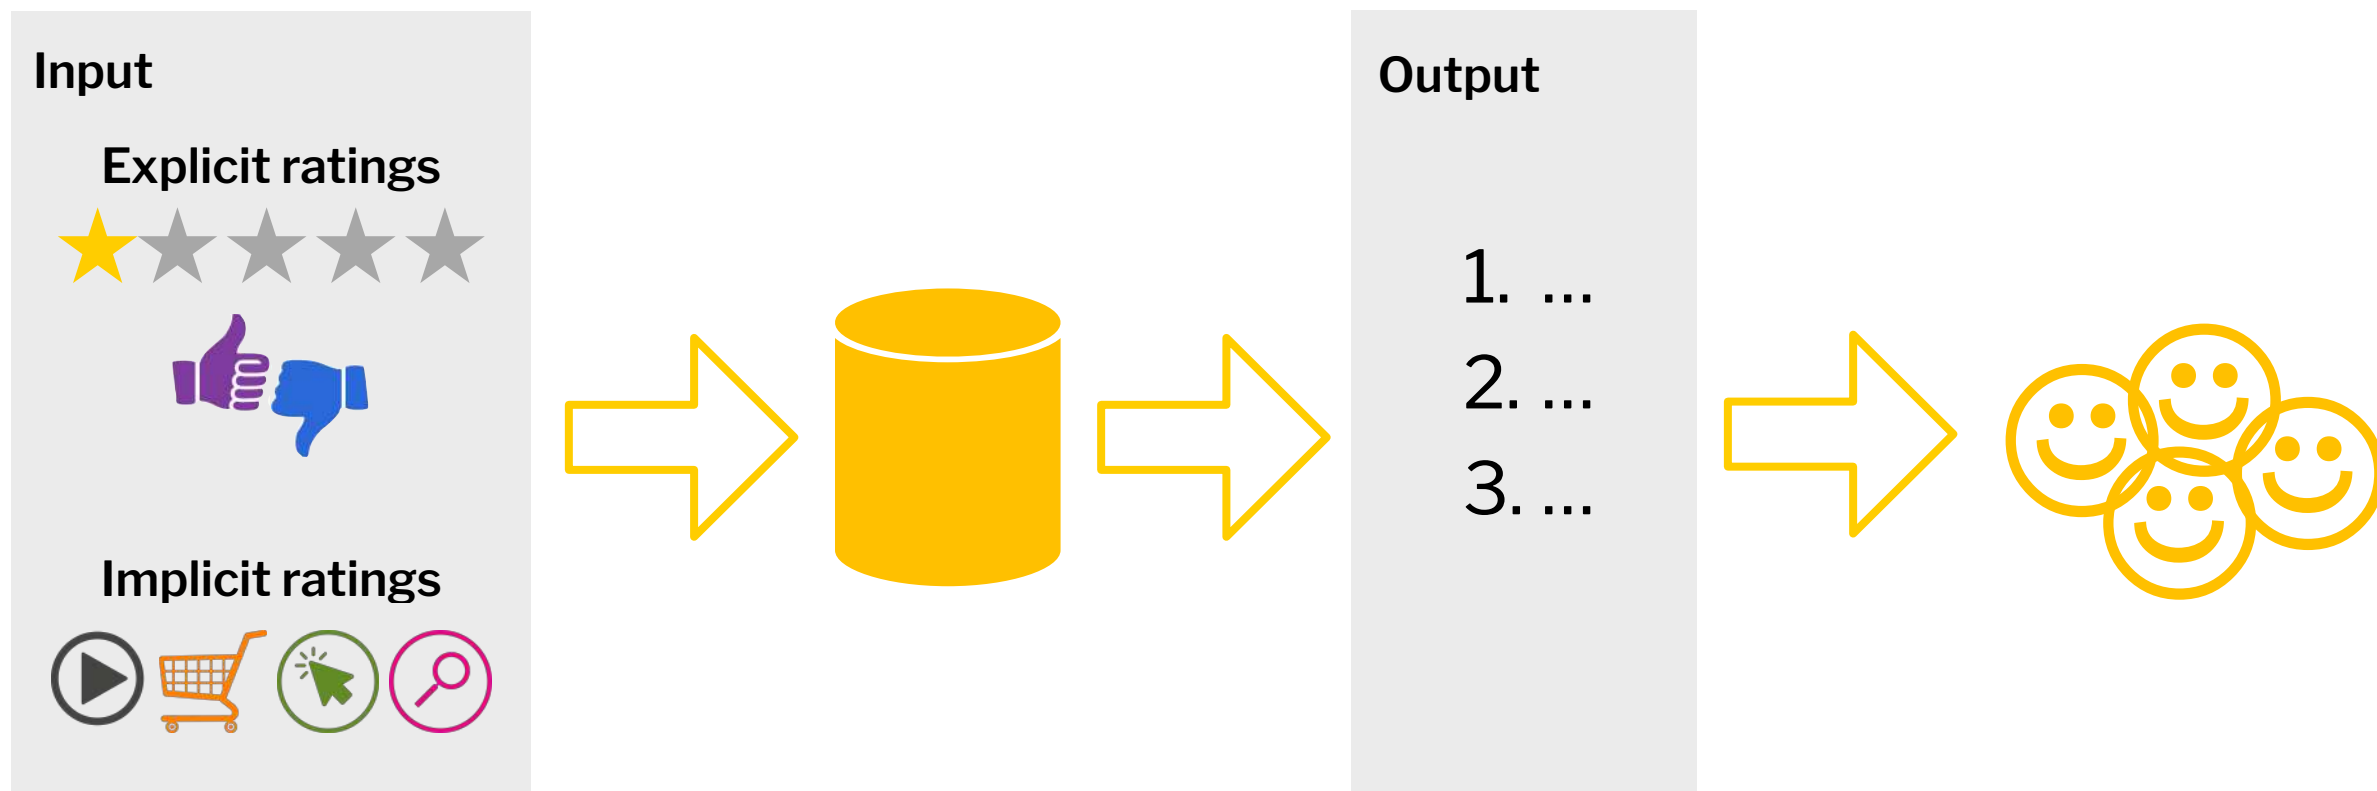 Input
Explicit ratings
Implicit ratings
Output
1. ...
2. ...
3. ...